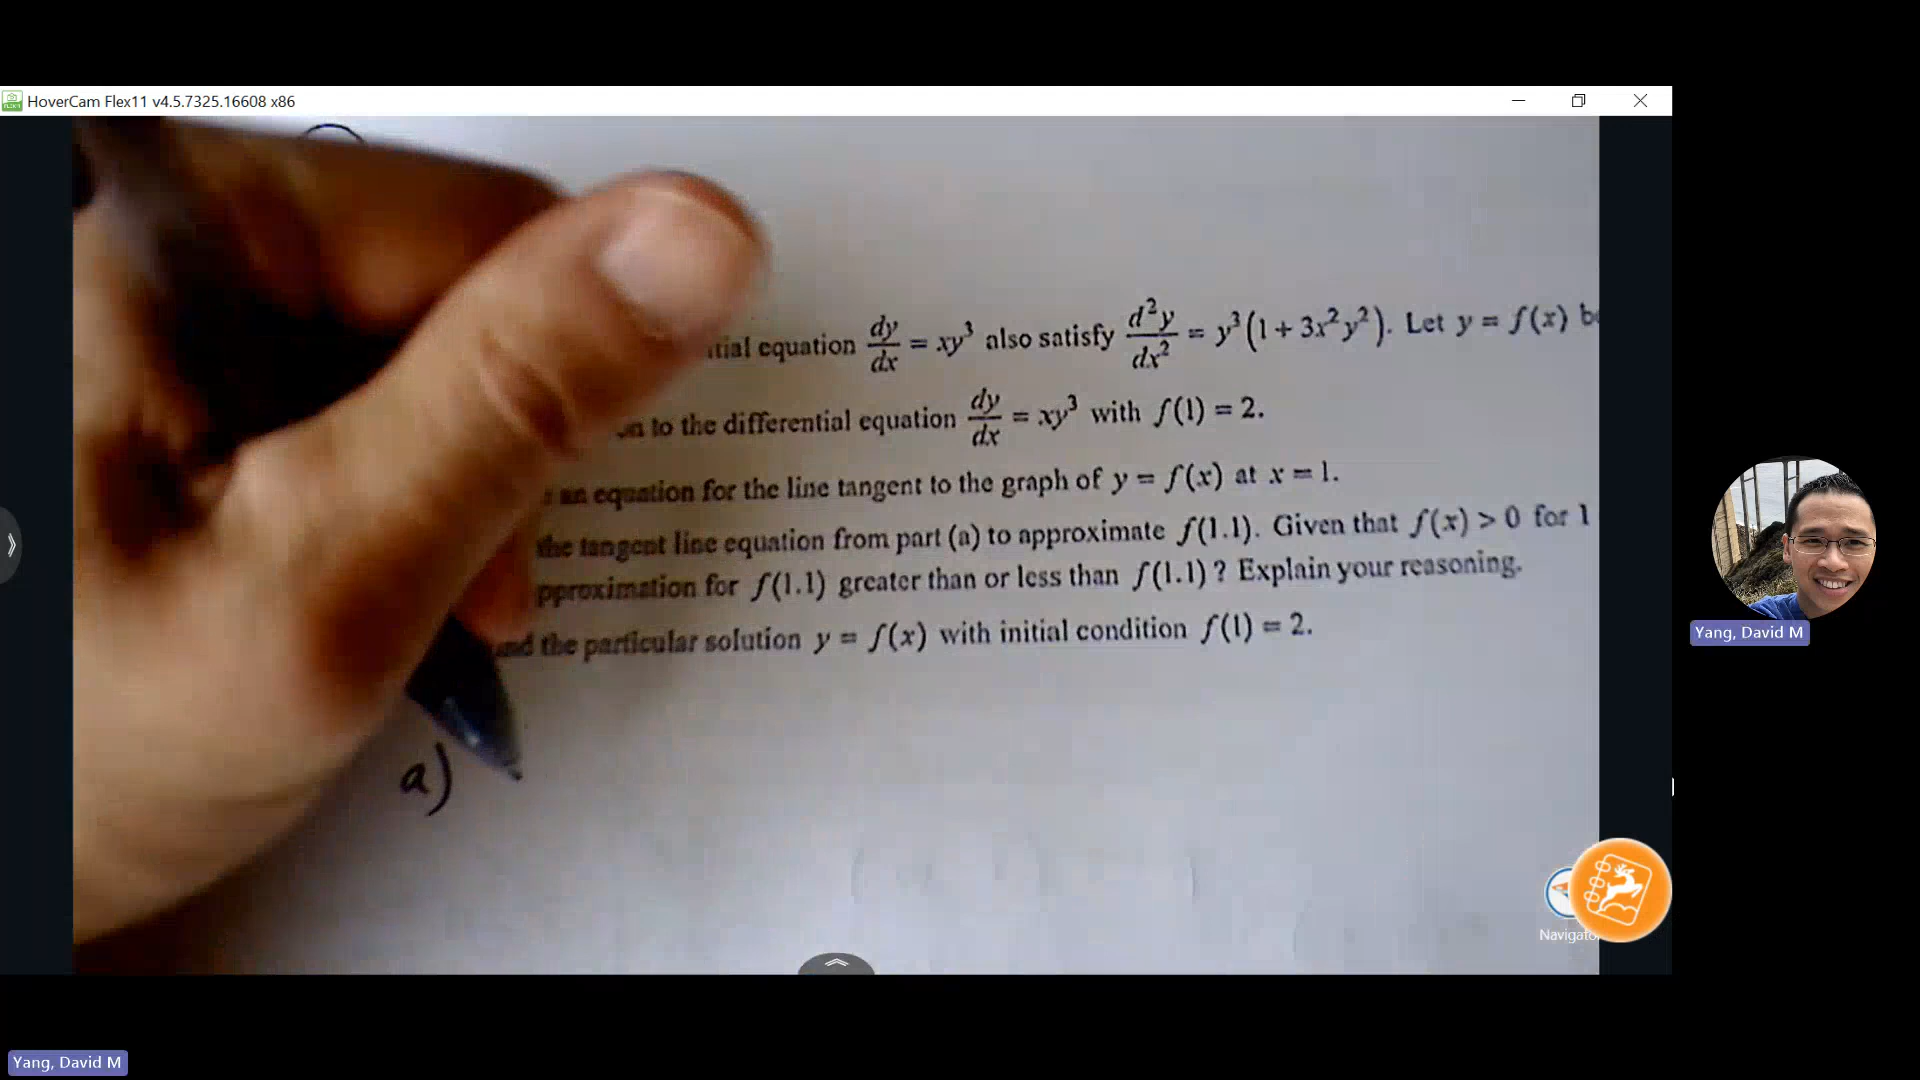 HoverCam Flex11 v4.5.7325.16608 x86
equation dy/dx = xy³ also satisfy d²y/dx² = y³(1 + 3x²y²). Let y = f(x)
to the differential equation dy/dx = xy³ with f(1) = 2.
an equation for the line tangent to the graph of y = f(x) at x = 1.
the tangent line equation from part (a) to approximate f(1.1). Given that f(x) > 0 for 1
pproximation for f(1.1) greater than or less than f(1.1)? Explain your reasoning.
the particular solution y = f(x) with initial condition f(1) = 2.
a)
Navigato
Yang, David M
Yang, David M